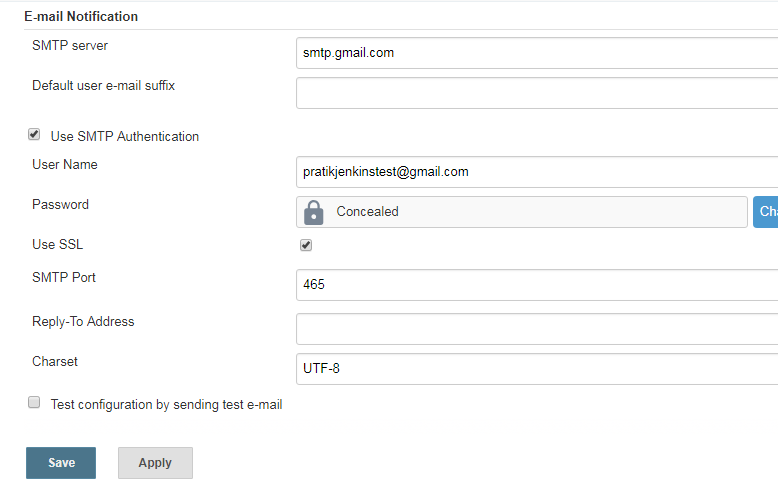 E-mail Notification
SMTP server
smtp.gmail.com
Default user e-mail suffix
Use SMTP Authentication
User Name
pratikjenkinstest@gmail.com
Password
Concealed
Cha
Use SSL
SMTP Port
465
Reply-To Address
Charset
UTF-8
Test configuration by sending test e-mail
Save
Apply